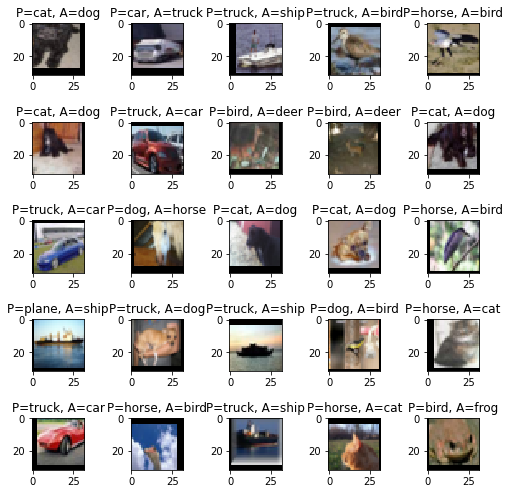 P=cat, A=dog P=car, A=truck P=truck, A=ship P=truck, A=bird P=horse, A=bird
0 0 0 0 0
20 20 20 20 20
0 25 0 25 0 25 0 25 0 25
P=cat, A=dog P=truck, A=car P=bird, A=deer P=bird, A=deer P=cat, A=dog
0 0 0 0 0
20 20 20 20 20
0 25 0 25 0 25 0 25 0 25
P=truck, A=car P=dog, A=horse P=cat, A=dog P=cat, A=dog P=horse, A=bird
0 0 0 0 0
20 20 20 20 20
0 25 0 25 0 25 0 25 0 25
P=plane, A=ship P=truck, A=dog P=truck, A=ship P=dog, A=bird P=horse, A=cat
0 0 0 0 0
20 20 20 20 20
0 25 0 25 0 25 0 25 0 25
P=truck, A=car P=horse, A=bird P=truck, A=ship P=horse, A=cat P=bird, A=frog
0 0 0 0 0
20 20 20 20 20
0 25 0 25 0 25 0 25 0 25